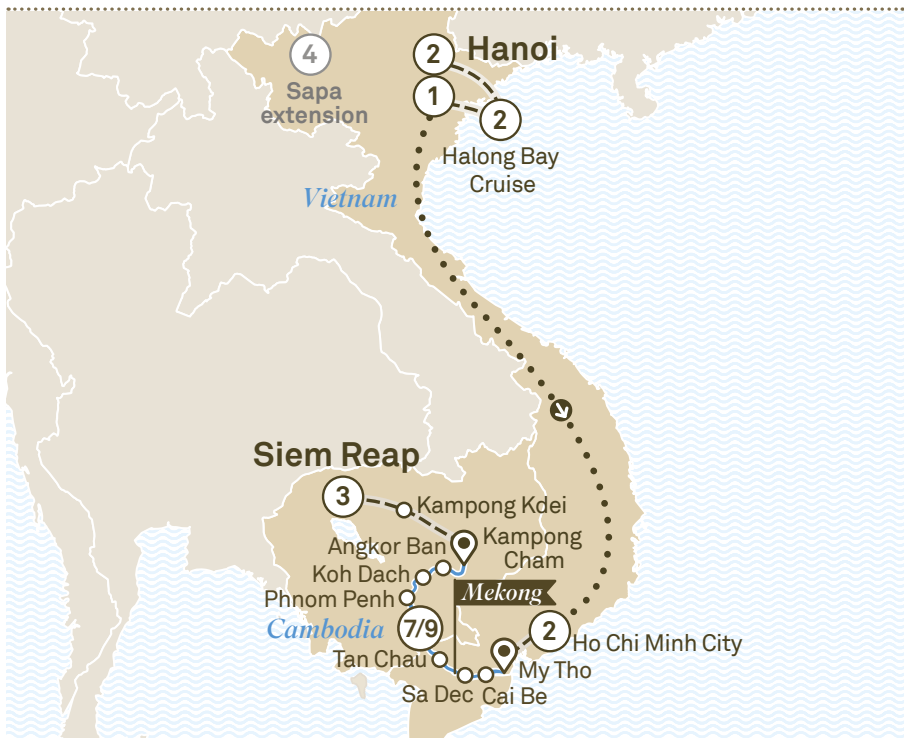 4
Sapa
extension
2
Hanoi
1
2
Halong Bay
Cruise
Vietnam
Siem Reap
3
Kampong Kdei
Kampong
Cham
Angkor Ban
Koh Dach
Phnom Penh
Mekong
Cambodia
7/9
2
Ho Chi Minh City
Tan Chau
My Tho
Sa Dec
Cai Be